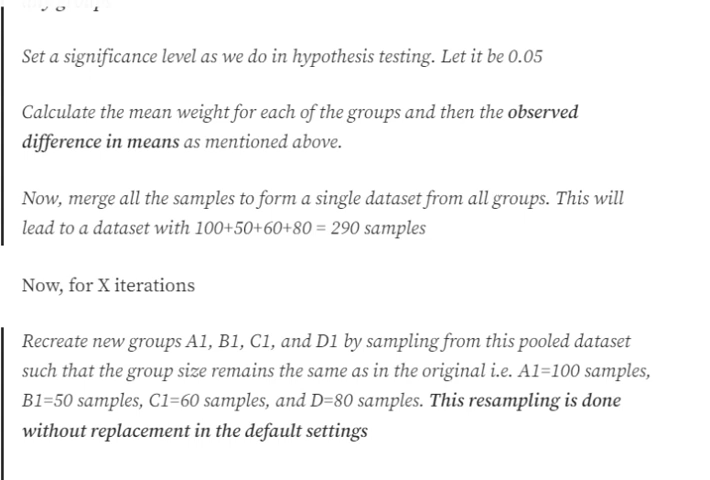 Set a significance level as we do in hypothesis testing. Let it be 0.05
Calculate the mean weight for each of the groups and then the observed
difference in means as mentioned above.
Now, merge all the samples to form a single dataset from all groups. This will
lead to a dataset with 100+50+60+80 = 290 samples
Now, for X iterations
Recreate new groups A1, B1, C1, and D1 by sampling from this pooled dataset
such that the group size remains the same as in the original i.e. A1=100 samples,
B1=50 samples, C1=60 samples, and D=80 samples. This resampling is done
without replacement in the default settings